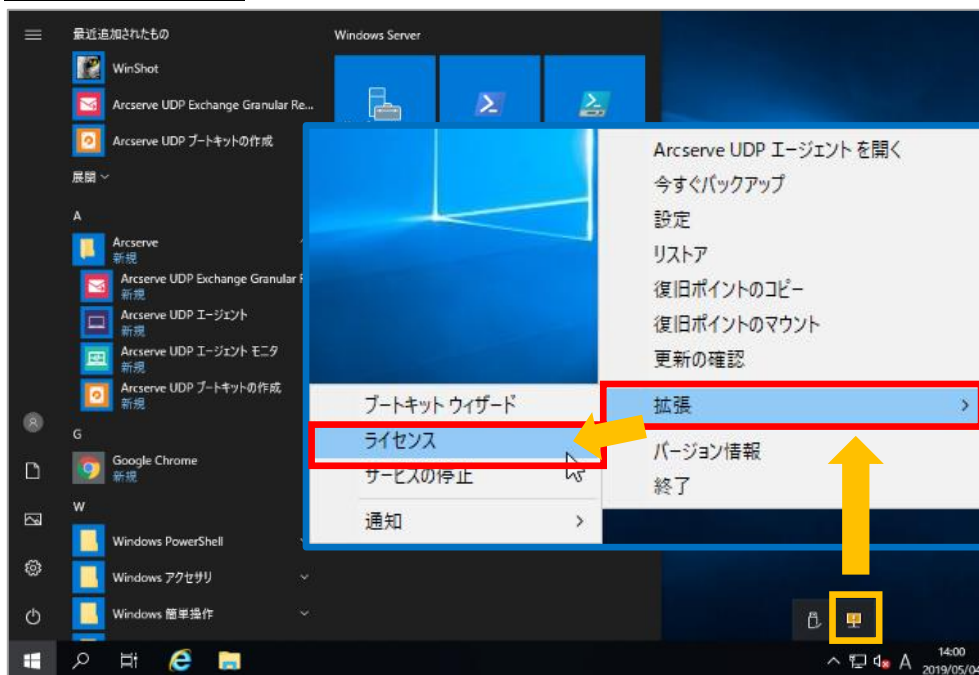 最近追加されたもの
WinShot
Arcserve UDP Exchange Granular Re...
Arcserve UDP ブートキットの作成
展開
A
Arcserve
新規
Arcserve UDP Exchange Granular
新規
Arcserve UDP エージェント
新規
Arcserve UDP エージェント モニタ
新規
Arcserve UDP ブートキットの作成
新規
G
Google Chrome
新規
W
Windows PowerShell
Windows アクセサリ
Windows 簡単操作
Windows Server
Arcserve UDP エージェント を開く
今すぐバックアップ
設定
リストア
復旧ポイントのコピー
復旧ポイントのマウント
更新の確認
拡張
バージョン情報
終了
ブートキット ウィザード
ライセンス
サービスの停止
通知
A
14:00
2019/05/04